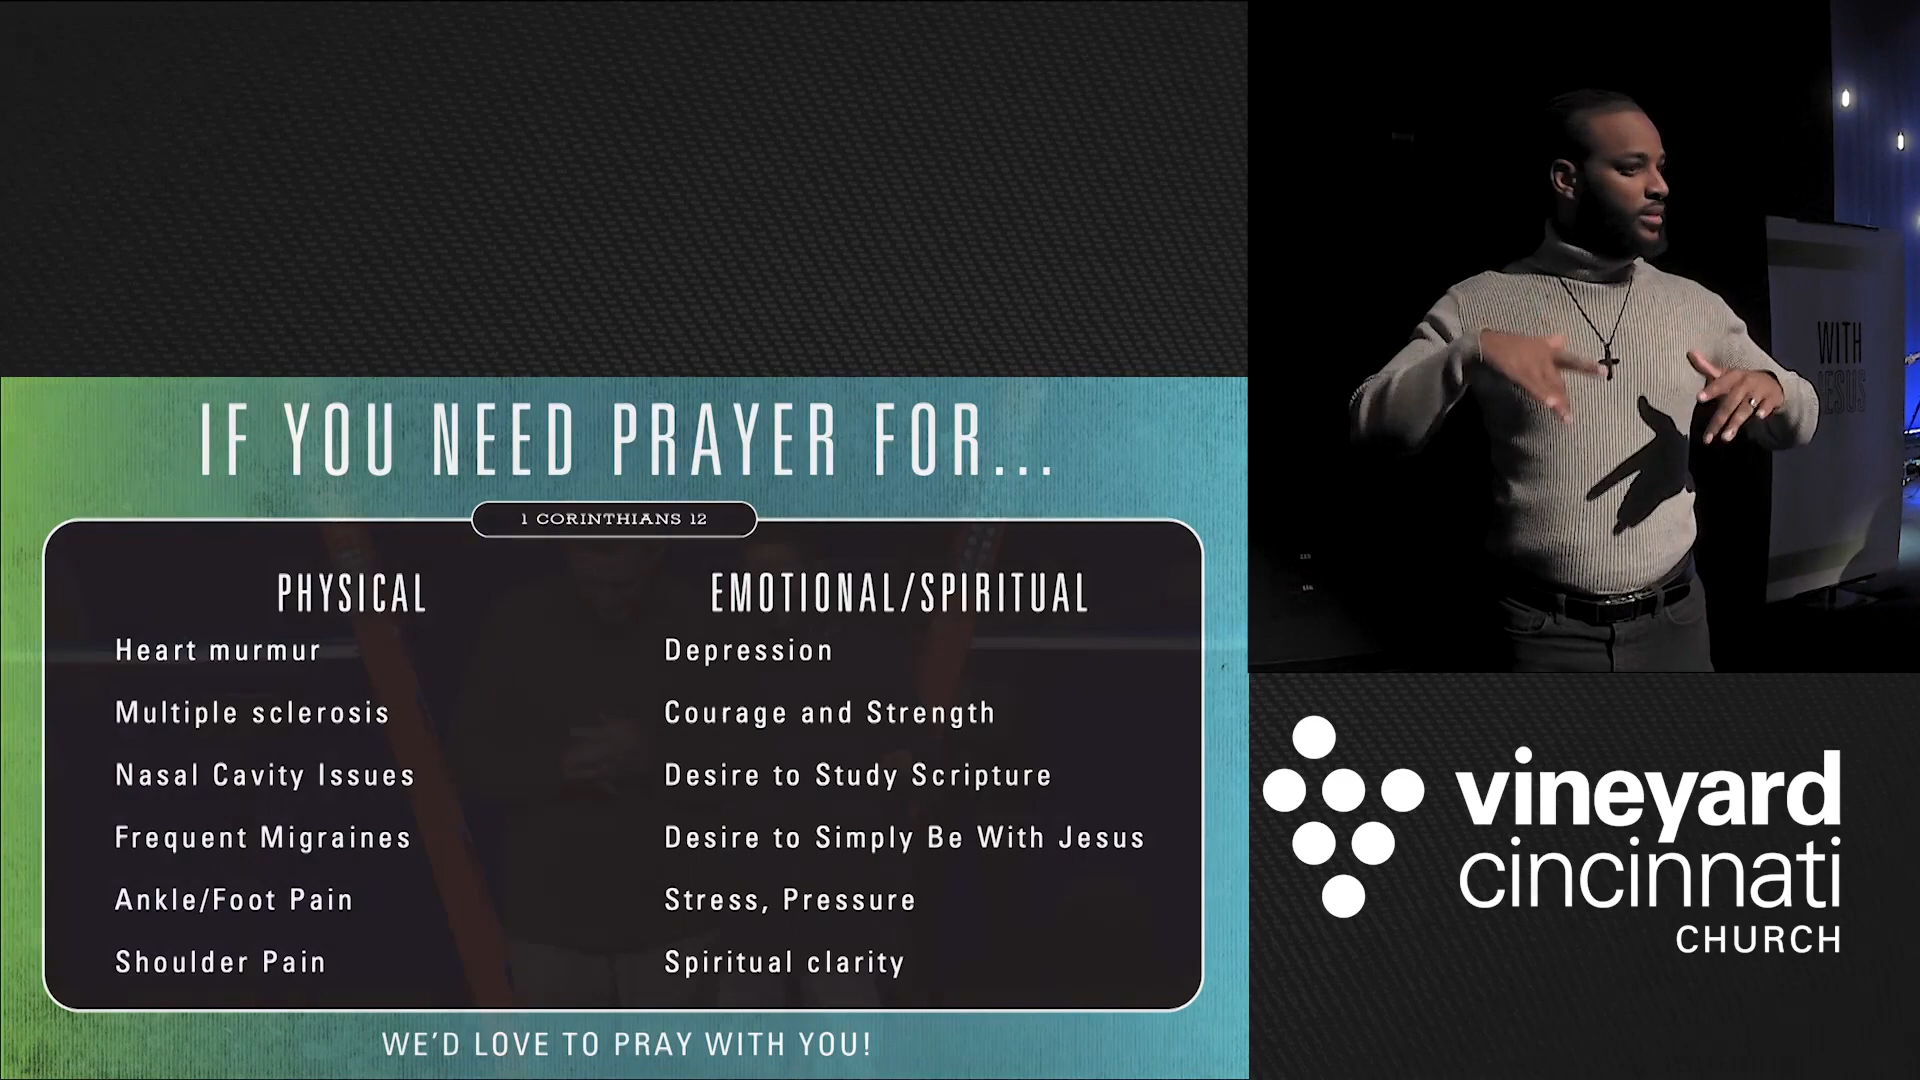 IF YOU NEED PRAYER FOR...
1 CORINTHIANS 12
PHYSICAL
Heart murmur
Multiple sclerosis
Nasal Cavity Issues
Frequent Migraines
Ankle/Foot Pain
Shoulder Pain
EMOTIONAL/SPIRITUAL
Depression
Courage and Strength
Desire to Study Scripture
Desire to Simply Be With Jesus
Stress, Pressure
Spiritual clarity
WE'D LOVE TO PRAY WITH YOU!
WITH
JESUS
vineyard
cincinnati
CHURCH